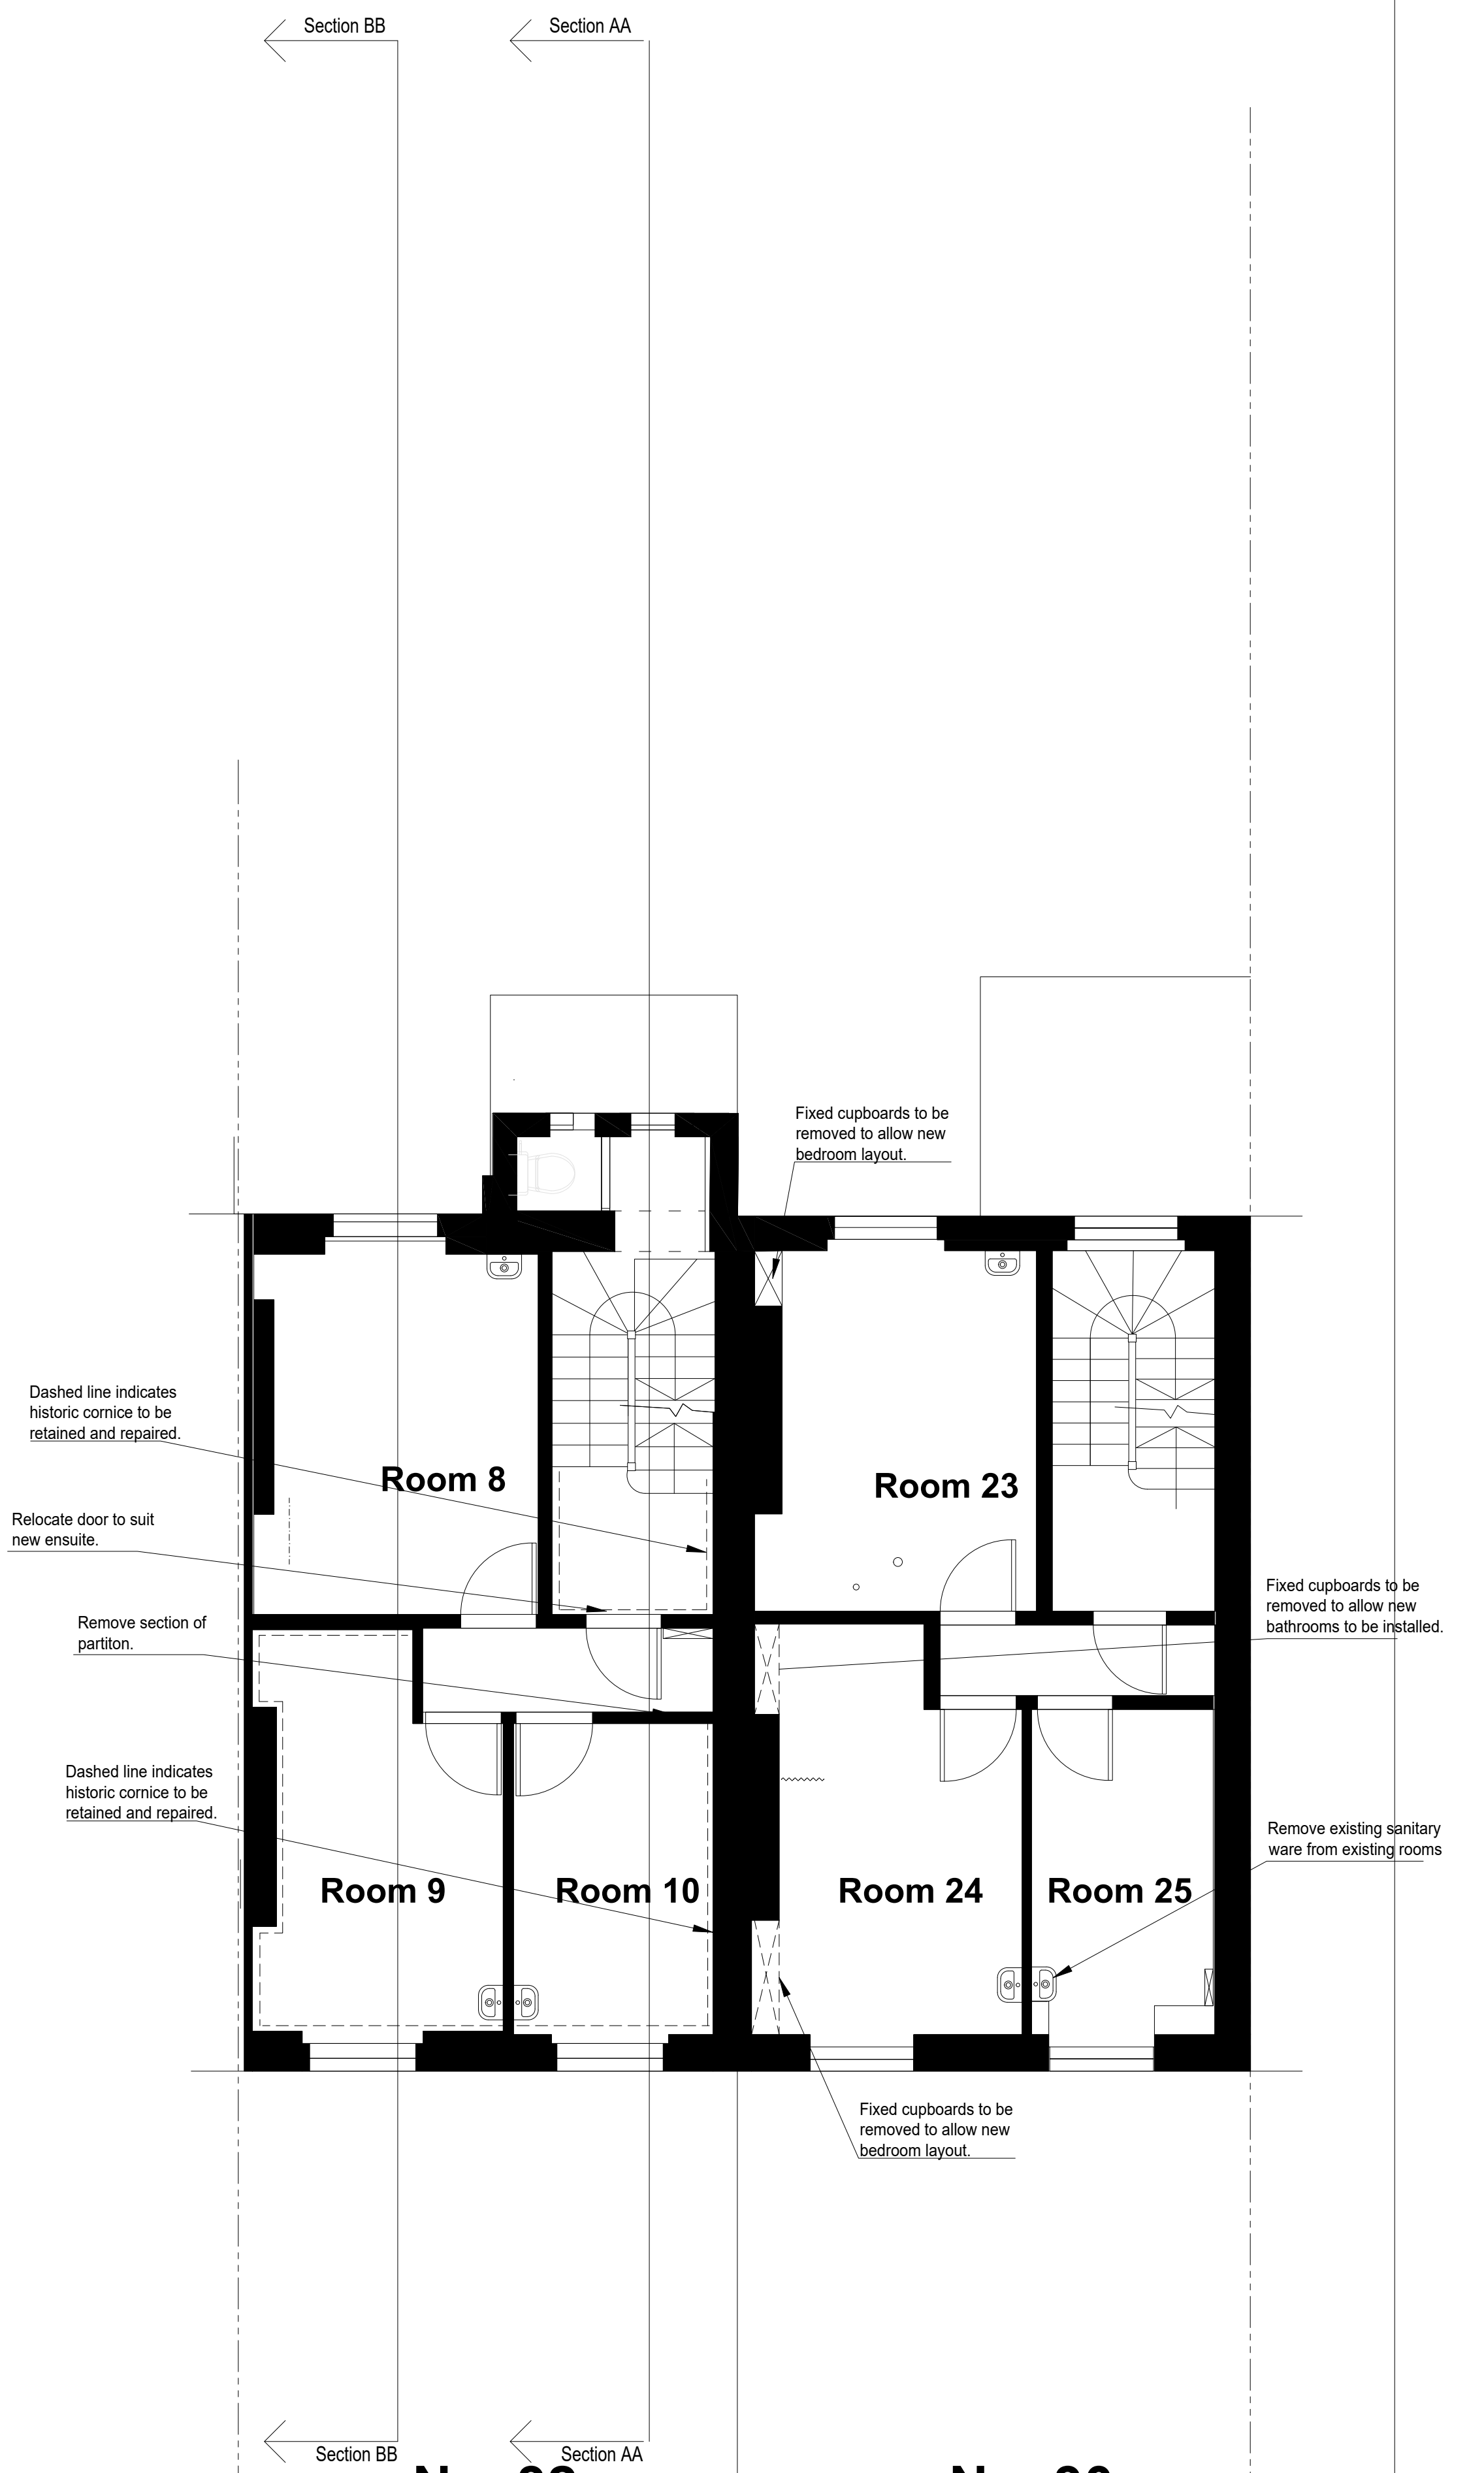 Section BB
Section AA
Fixed cupboards to be
removed to allow new
bedroom layout.
Dashed line indicates
historic cornice to be
retained and repaired.
Room 8
Room 23
Relocate door to suit
new ensuite.
Fixed cupboards to be
removed to allow new
bathrooms to be installed.
Remove section of
partiton.
Dashed line indicates
historic cornice to be
retained and repaired.
Remove existing sanitary
ware from existing rooms
Room 9
Room 10
Room 24
Room 25
Fixed cupboards to be
removed to allow new
bedroom layout.
Section BB
Section AA